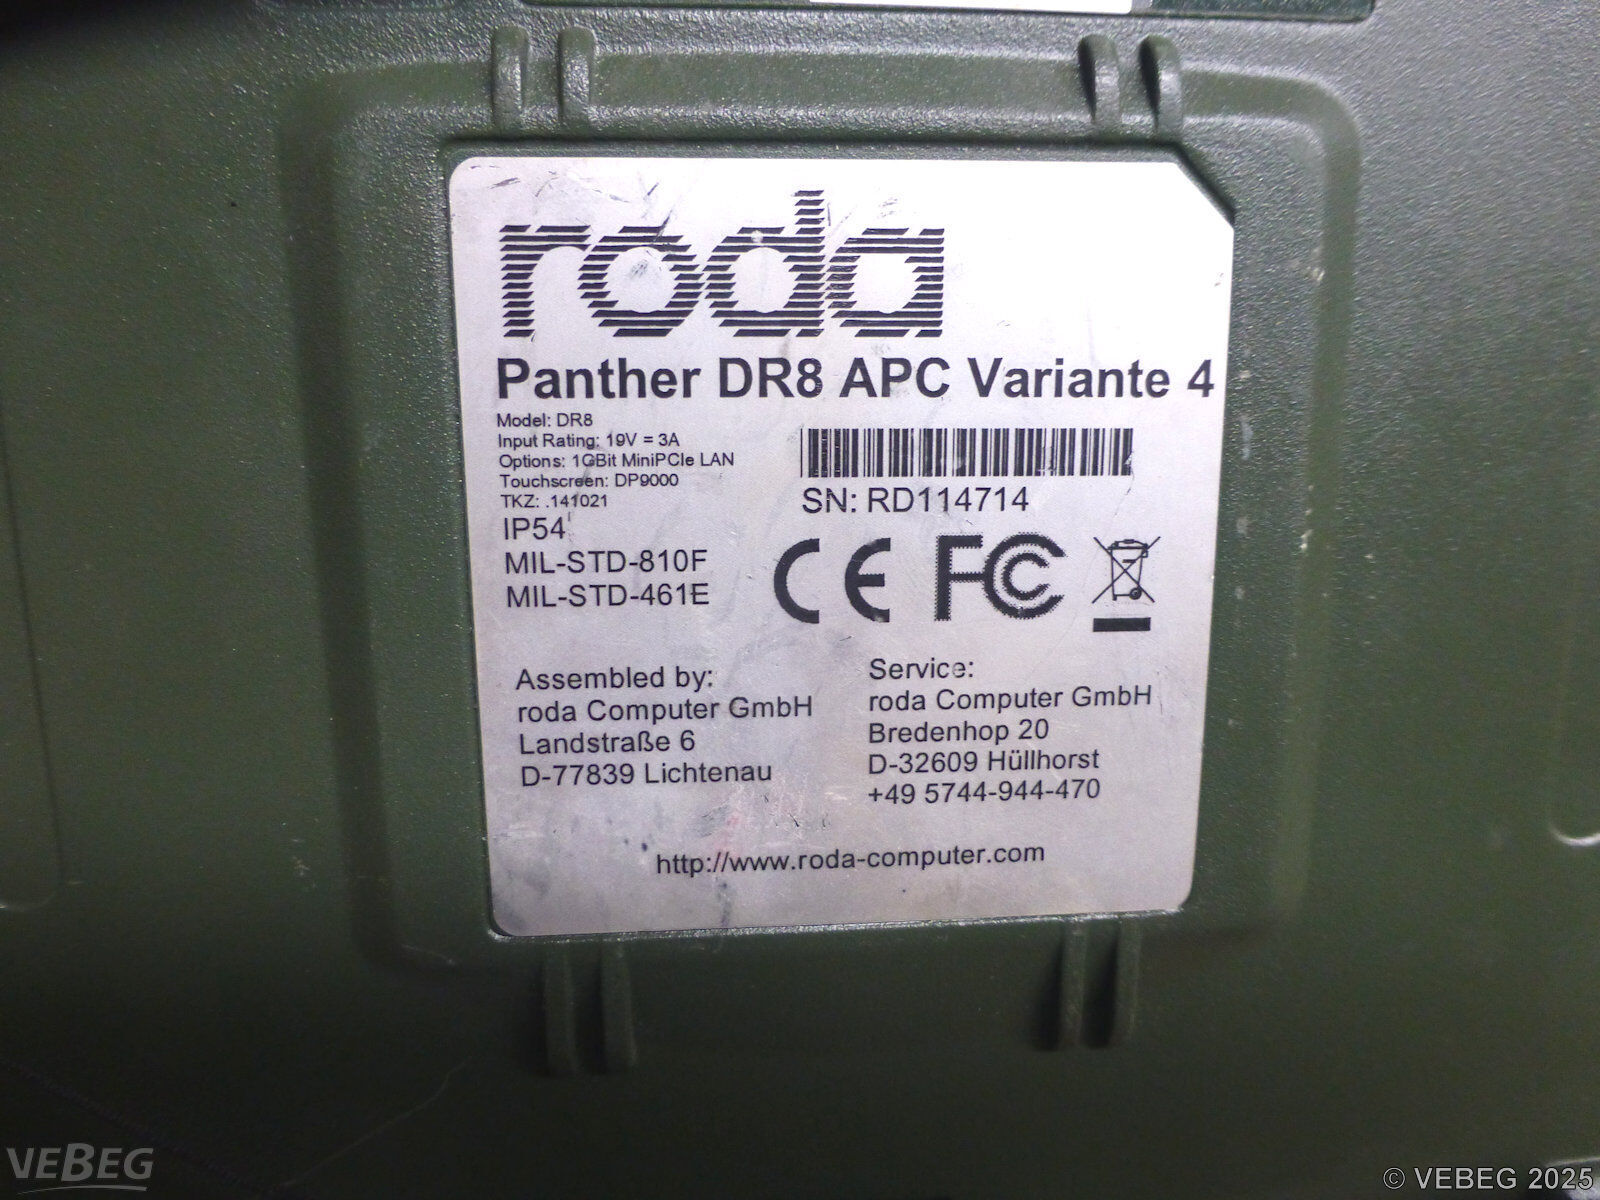 roda
Panther DR8 APC Variante 4
Model: DR8
Input Rating: 19V = 3A
Options: 1GBit MiniPCIe LAN
Touchscreen: DP9000
TKZ: .141021
IP54
MIL-STD-810F
MIL-STD-461E
SN: RD114714
CE FC
Assembled by:
roda Computer GmbH
Landstraße 6
D-77839 Lichtenau
Service:
roda Computer GmbH
Bredenhop 20
D-32609 Hüllhorst
+49 5744-944-470
http://www.roda-computer.com
VEBEG
© VEBEG 2025